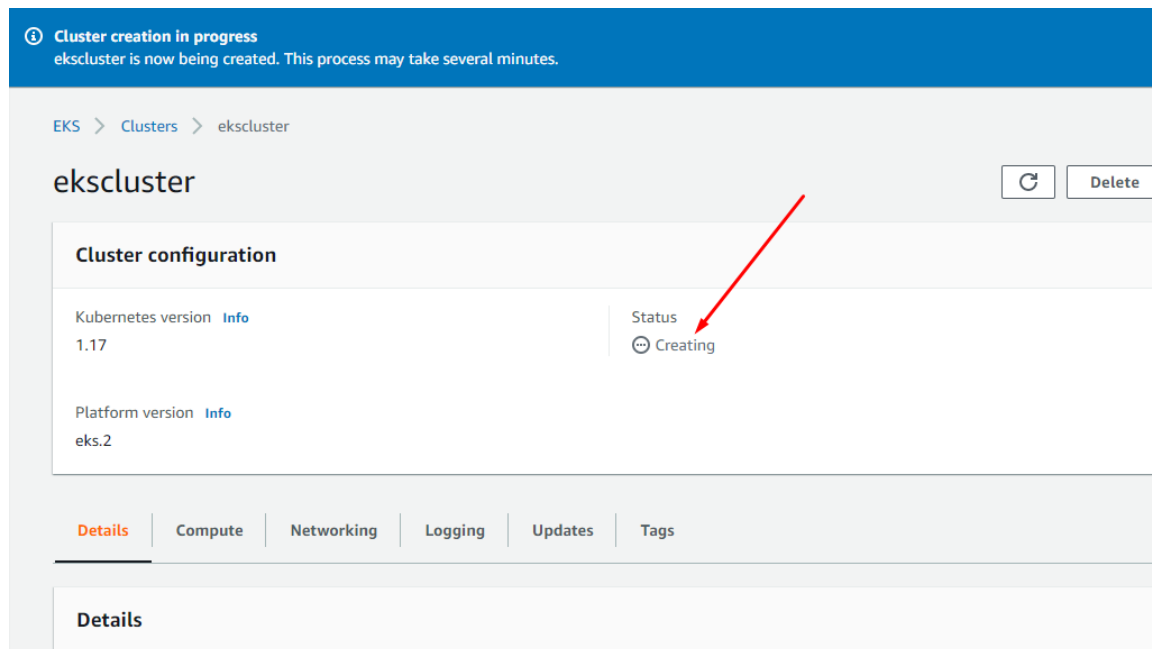 Cluster creation in progress
ekscluster is now being created. This process may take several minutes.
EKS > Clusters > ekscluster
ekscluster
Delete
Cluster configuration
Kubernetes version Info
1.17
Status
Creating
Platform version Info
eks.2
Details Compute Networking Logging Updates Tags
Details